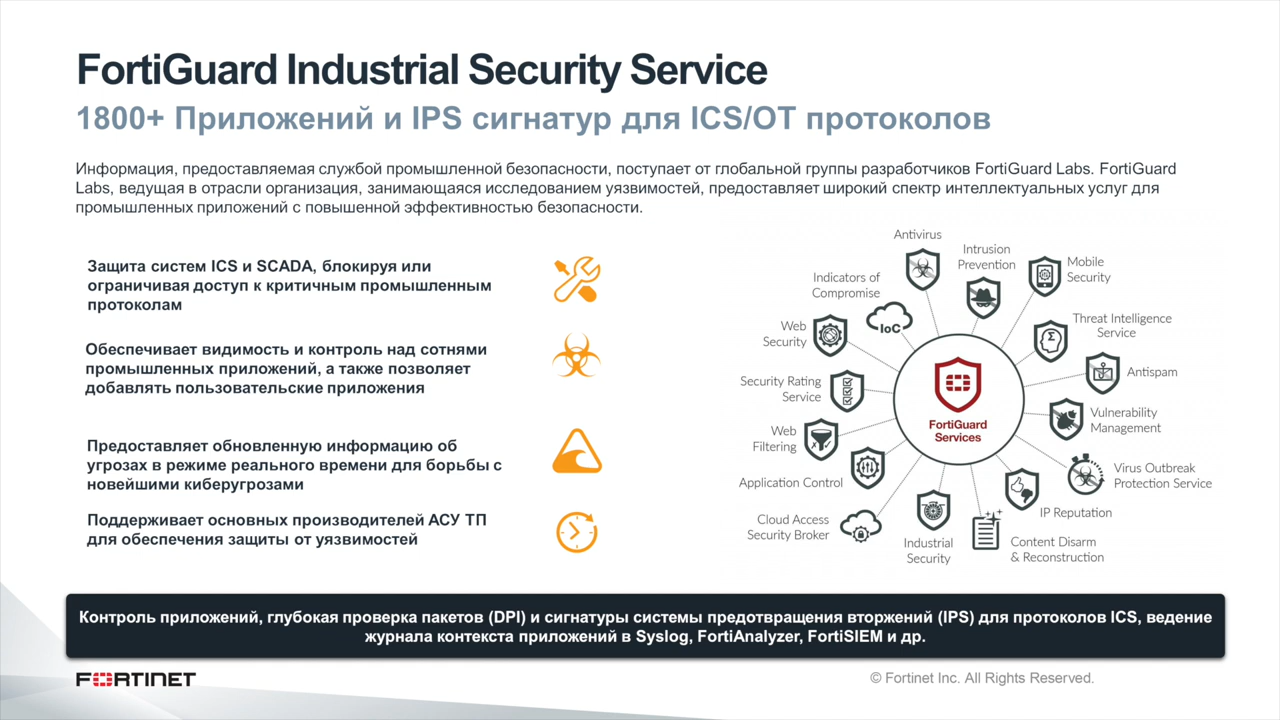 FortiGuard Industrial Security Service
1800+ Приложений и IPS сигнатур для ICS/OT протоколов
Информация, предоставляемая службой промышленной безопасности, поступает от глобальной группы разработчиков FortiGuard Labs. FortiGuard
Labs, ведущая в отрасли организация, занимающаяся исследованием уязвимостей, предоставляет широкий спектр интеллектуальных услуг для
промышленных приложений с повышенной эффективностью безопасности.
Защита систем ICS и SCADA, блокируя или
ограничивая доступ к критичным промышленным
протоколам
Обеспечивает видимость и контроль над сотнями
промышленных приложений, а также позволяет
добавлять пользовательские приложения
Предоставляет обновленную информацию об
угрозах в режиме реального времени для борьбы с
новейшими киберугрозами
Поддерживает основных производителей АСУ ТП
для обеспечения защиты от уязвимостей
Antivirus
Intrusion
Prevention
Mobile
Security
Indicators of
Compromise
IoC
Threat Intelligence
Service
Web
Security
Antispam
Security Rating
Service
Vulnerability
Management
FortiGuard
Services
Web
Filtering
Virus Outbreak
Protection Service
Application Control
IP Reputation
Cloud Access
Security Broker
Industrial
Security
Content Disarm
& Reconstruction
Контроль приложений, глубокая проверка пакетов (DPI) и сигнатуры системы предотвращения вторжений (IPS) для протоколов ICS, ведение
журнала контекста приложений в Syslog, FortiAnalyzer, FortiSIEM и др.
FORTINET
© Fortinet Inc. All Rights Reserved.